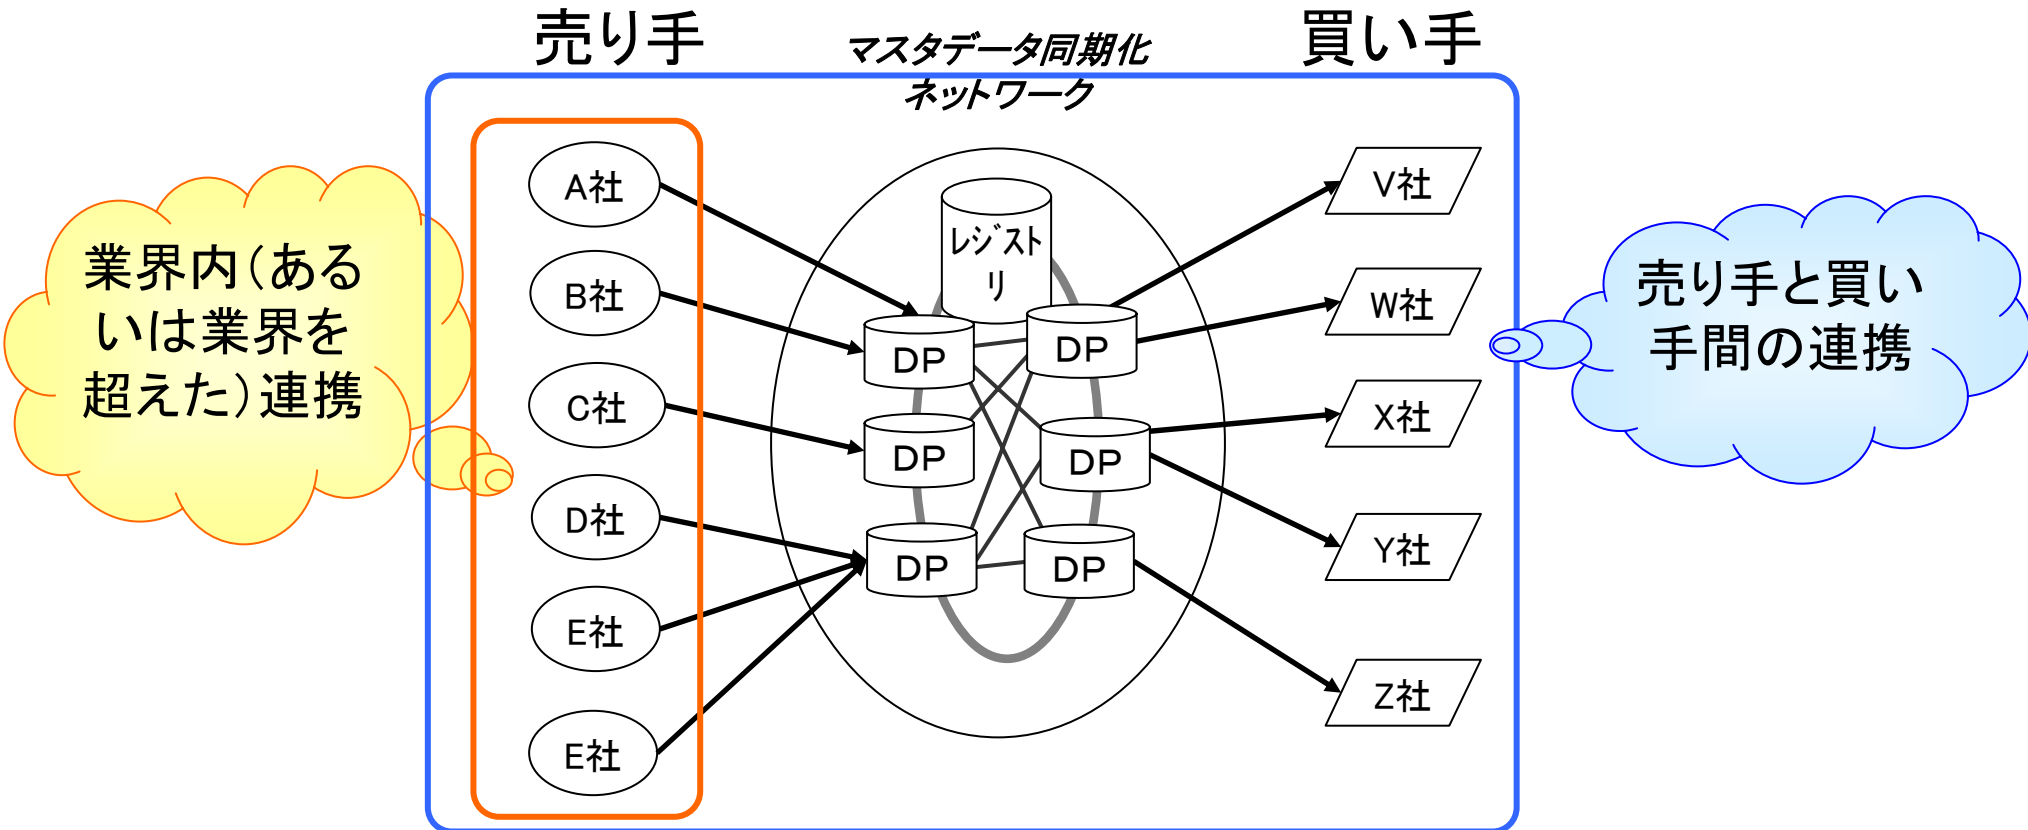 売り手
マスタデータ同期化
ネットワーク
買い手
業界内（ある
いは業界を
超えた）連携
A社
B社
C社
D社
E社
E社
レジスト
リ
DP
DP
DP
DP
DP
DP
V社
W社
X社
Y社
Z社
売り手と買い
手間の連携